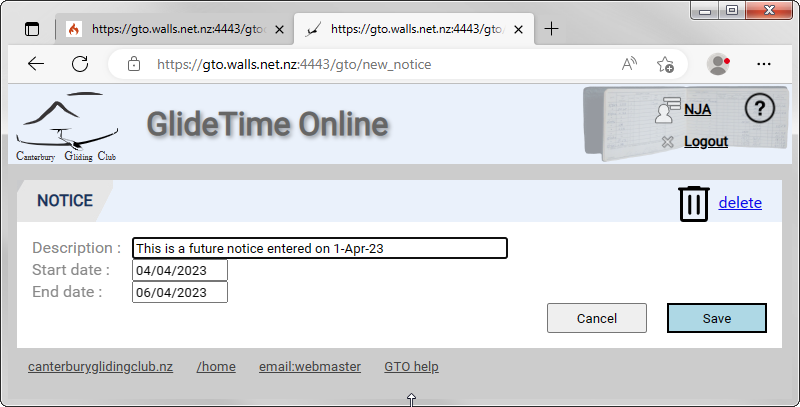 https://gto.walls.net.nz:4443/gto
https://gto.walls.net.nz:4443/
https://gto.walls.net.nz:4443/gto/new_notice
Canterbury Gliding Club
GlideTime Online
NJA
Logout
NOTICE
delete
Description : This is a future notice entered on 1-Apr-23
Start date : 04/04/2023
End date : 06/04/2023
Cancel
Save
canterburyglidingclub.nz /home email:webmaster GTO help